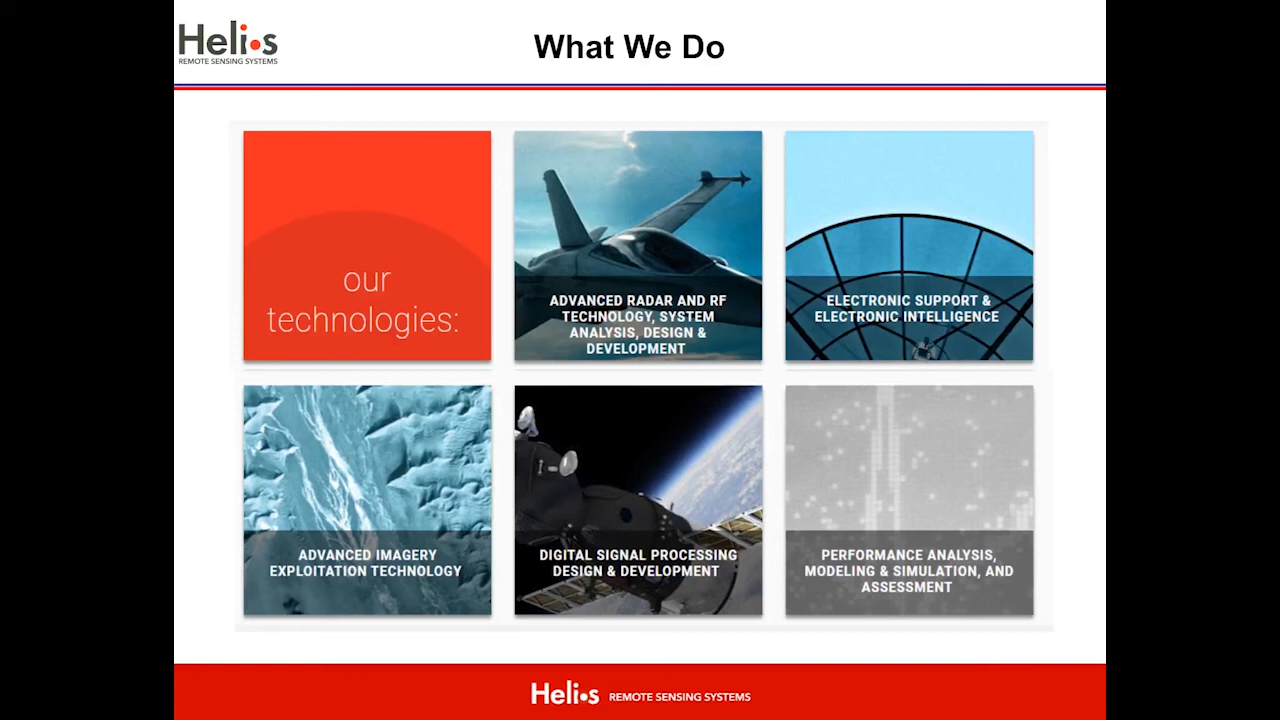 Helios
REMOTE SENSING SYSTEMS
What We Do
our
technologies:
ADVANCED RADAR AND RF
TECHNOLOGY, SYSTEM
ANALYSIS, DESIGN &
DEVELOPMENT
ELECTRONIC SUPPORT &
ELECTRONIC INTELLIGENCE
ADVANCED IMAGERY
EXPLOITATION TECHNOLOGY
DIGITAL SIGNAL PROCESSING
DESIGN & DEVELOPMENT
PERFORMANCE ANALYSIS,
MODELING & SIMULATION, AND
ASSESSMENT
Helios REMOTE SENSING SYSTEMS